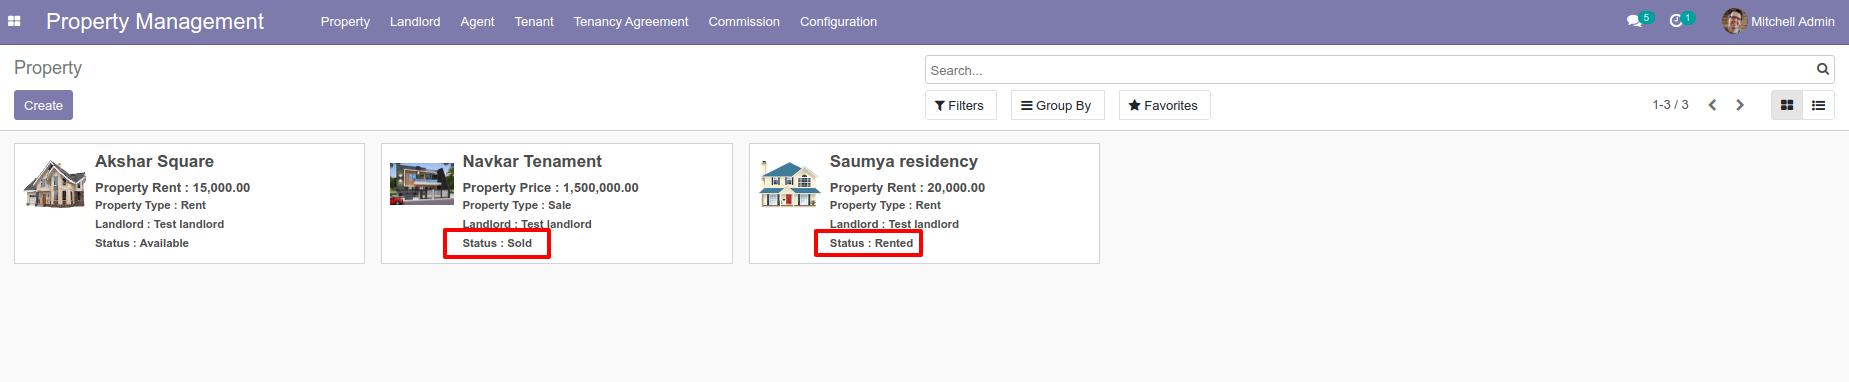 Property Management Property Landlord Agent Tenant Tenancy Agreement Commission Configuration 5 1 Mitchell Admin
Property
Search...
Create
Filters Group By Favorites 1-3 / 3
Akshar Square
Property Rent : 15,000.00
Property Type : Rent
Landlord : Test landlord
Status : Available
Navkar Tenament
Property Price : 1,500,000.00
Property Type : Sale
Landlord : Test landlord
Status : Sold
Saumya residency
Property Rent : 20,000.00
Property Type : Rent
Landlord : Test landlord
Status : Rented